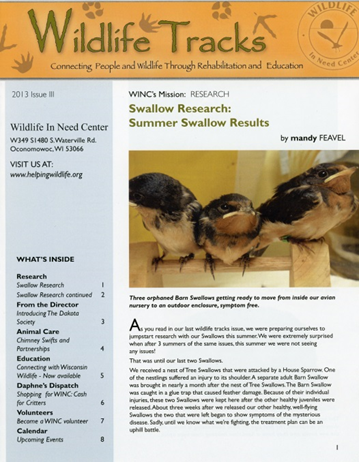 Wildlife Tracks
Connecting People and Wildlife Through Rehabilitation and Education
WILDLIFE
In Need Center
2013 Issue III
Wildlife In Need Center
W349 S1480 S.Waterville Rd.
Oconomowoc, WI 53066
VISIT US AT:
www.helpingwildlife.org
WHAT'S INSIDE
Research
Swallow Research 1
Swallow Research continued 2
From the Director
Introducing The Dakota
Society 3
Animal Care
Chimney Swifts and
Partnerships 4
Education
Connecting with Wisconsin
Wildlife - Now available 5
Daphne's Dispatch
Shopping for WINC: Cash
for Critters 6
Volunteers
Become a WINC volunteer 7
Calendar
Upcoming Events 8
WINC's Mission: RESEARCH
Swallow Research:
Summer Swallow Results
by mandy FEAVEL
Three orphaned Barn Swallows getting ready to move from inside our avian
nursery to an outdoor enclosure, symptom free.
As you read in our last wildlife tracks issue, we were preparing ourselves to
jumpstart research with our Swallows this summer. We were extremely surprised
when after 3 summers of the same issues, this summer we were not seeing
any issues!
That was until our last two Swallows.
We received a nest of Tree Swallows that were attacked by a House Sparrow. One
of the nestlings suffered an injury to its shoulder. A separate adult Barn Swallow
was brought in nearly a month after the nest of Tree Swallows. The Barn Swallow
was caught in a glue trap that caused feather damage. Because of their individual
injuries, these two Swallows were kept here after the other healthy juveniles were
released. About three weeks after we released our other healthy, well-flying
Swallows the two that were left began to show symptoms of the mysterious
disease. Sadly, until we know what we're fighting, the treatment plan can be an
uphill battle.
1